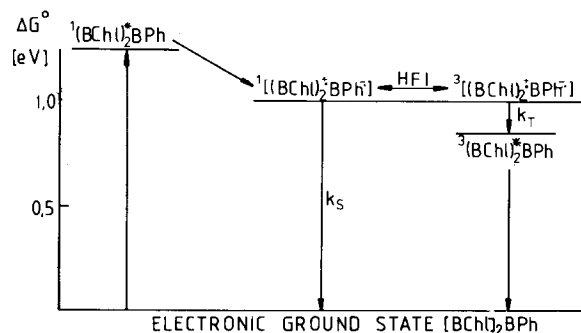 ΔG°
[eV]
¹(BChl)₂*BPh
¹[(BChl)₂⁺BPh⁻]
HFI
³[(BChl)₂⁺BPh⁻]
1,0
k_T
³(BChl)₂*BPh
0,5
k_S
ELECTRONIC GROUND STATE [BChl]₂BPh